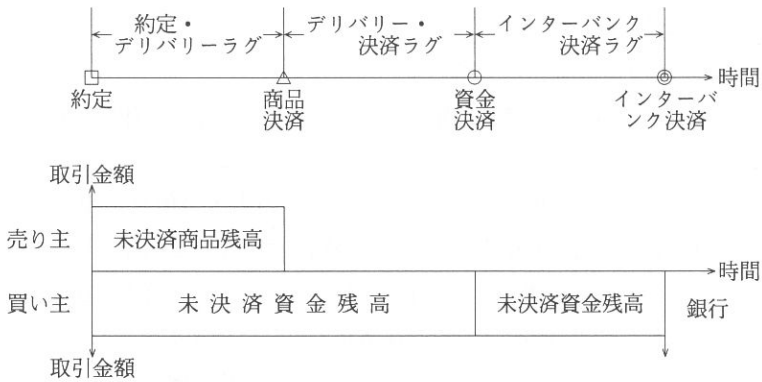 約定・
デリバリーラグ
デリバリー・
決済ラグ
インターバンク
決済ラグ
時間
約定
商品
決済
資金
決済
インターバ
ンク決済
取引金額
売り主
未決済商品残高
時間
買い主
未決済資金残高
未決済資金残高
銀行
取引金額